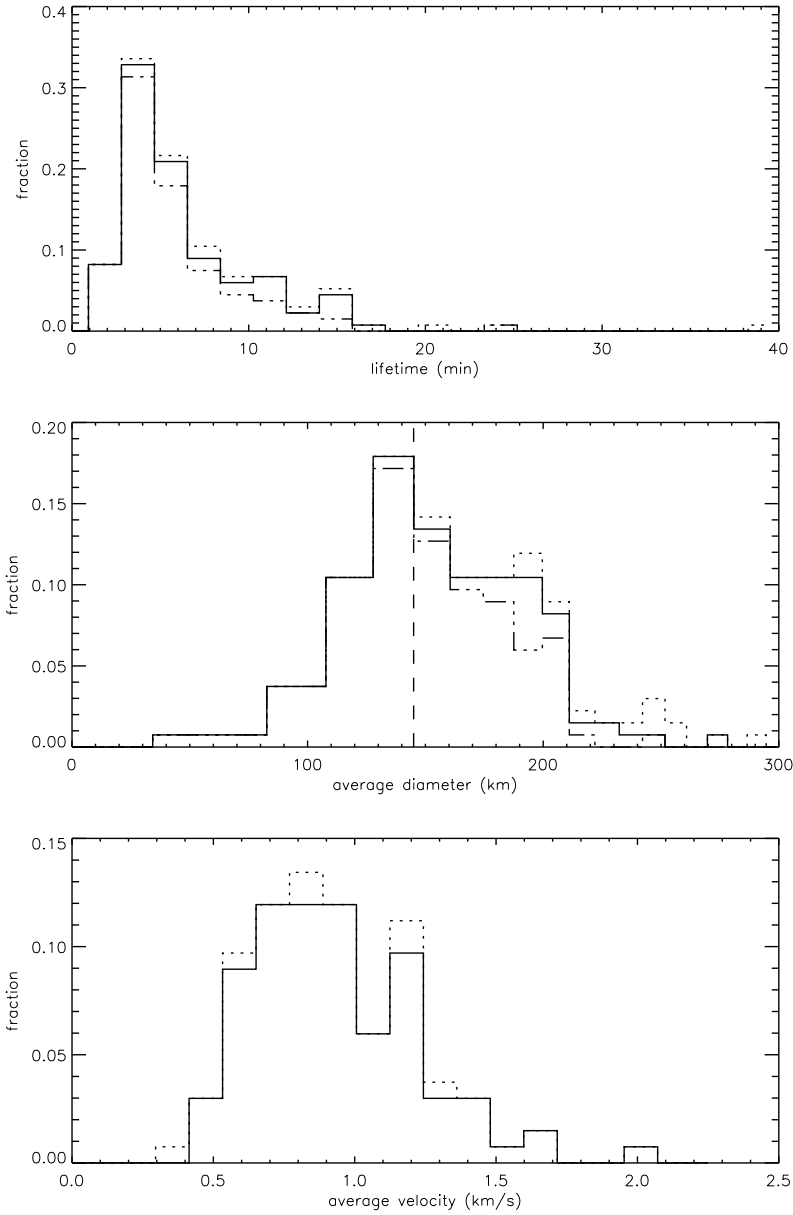 0.4
0.3
0.2
0.1
0.0
fraction
0 10 20 30 40
lifetime (min)
0.20
0.15
0.10
0.05
0.00
fraction
0 100 200 300
average diameter (km)
0.15
0.10
0.05
0.00
fraction
0.0 0.5 1.0 1.5 2.0 2.5
average velocity (km/s)